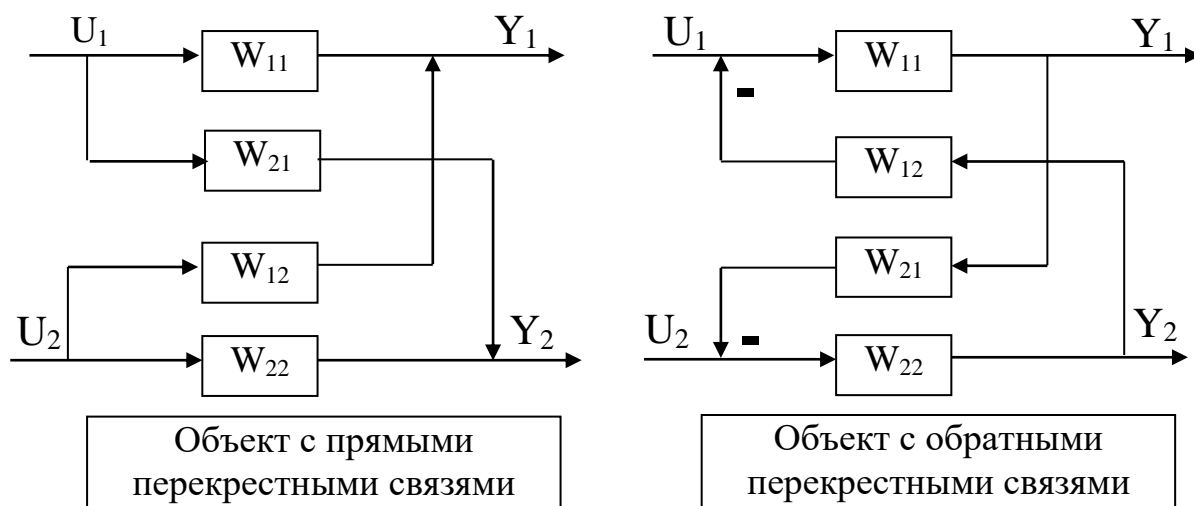 U₁
W₁₁
Y₁
W₂₁
W₁₂
U₂
W₂₂
Y₂
Объект с прямыми
перекрестными связями
U₁
-
W₁₁
Y₁
W₁₂
W₂₁
U₂
-
W₂₂
Y₂
Объект с обратными
перекрестными связями